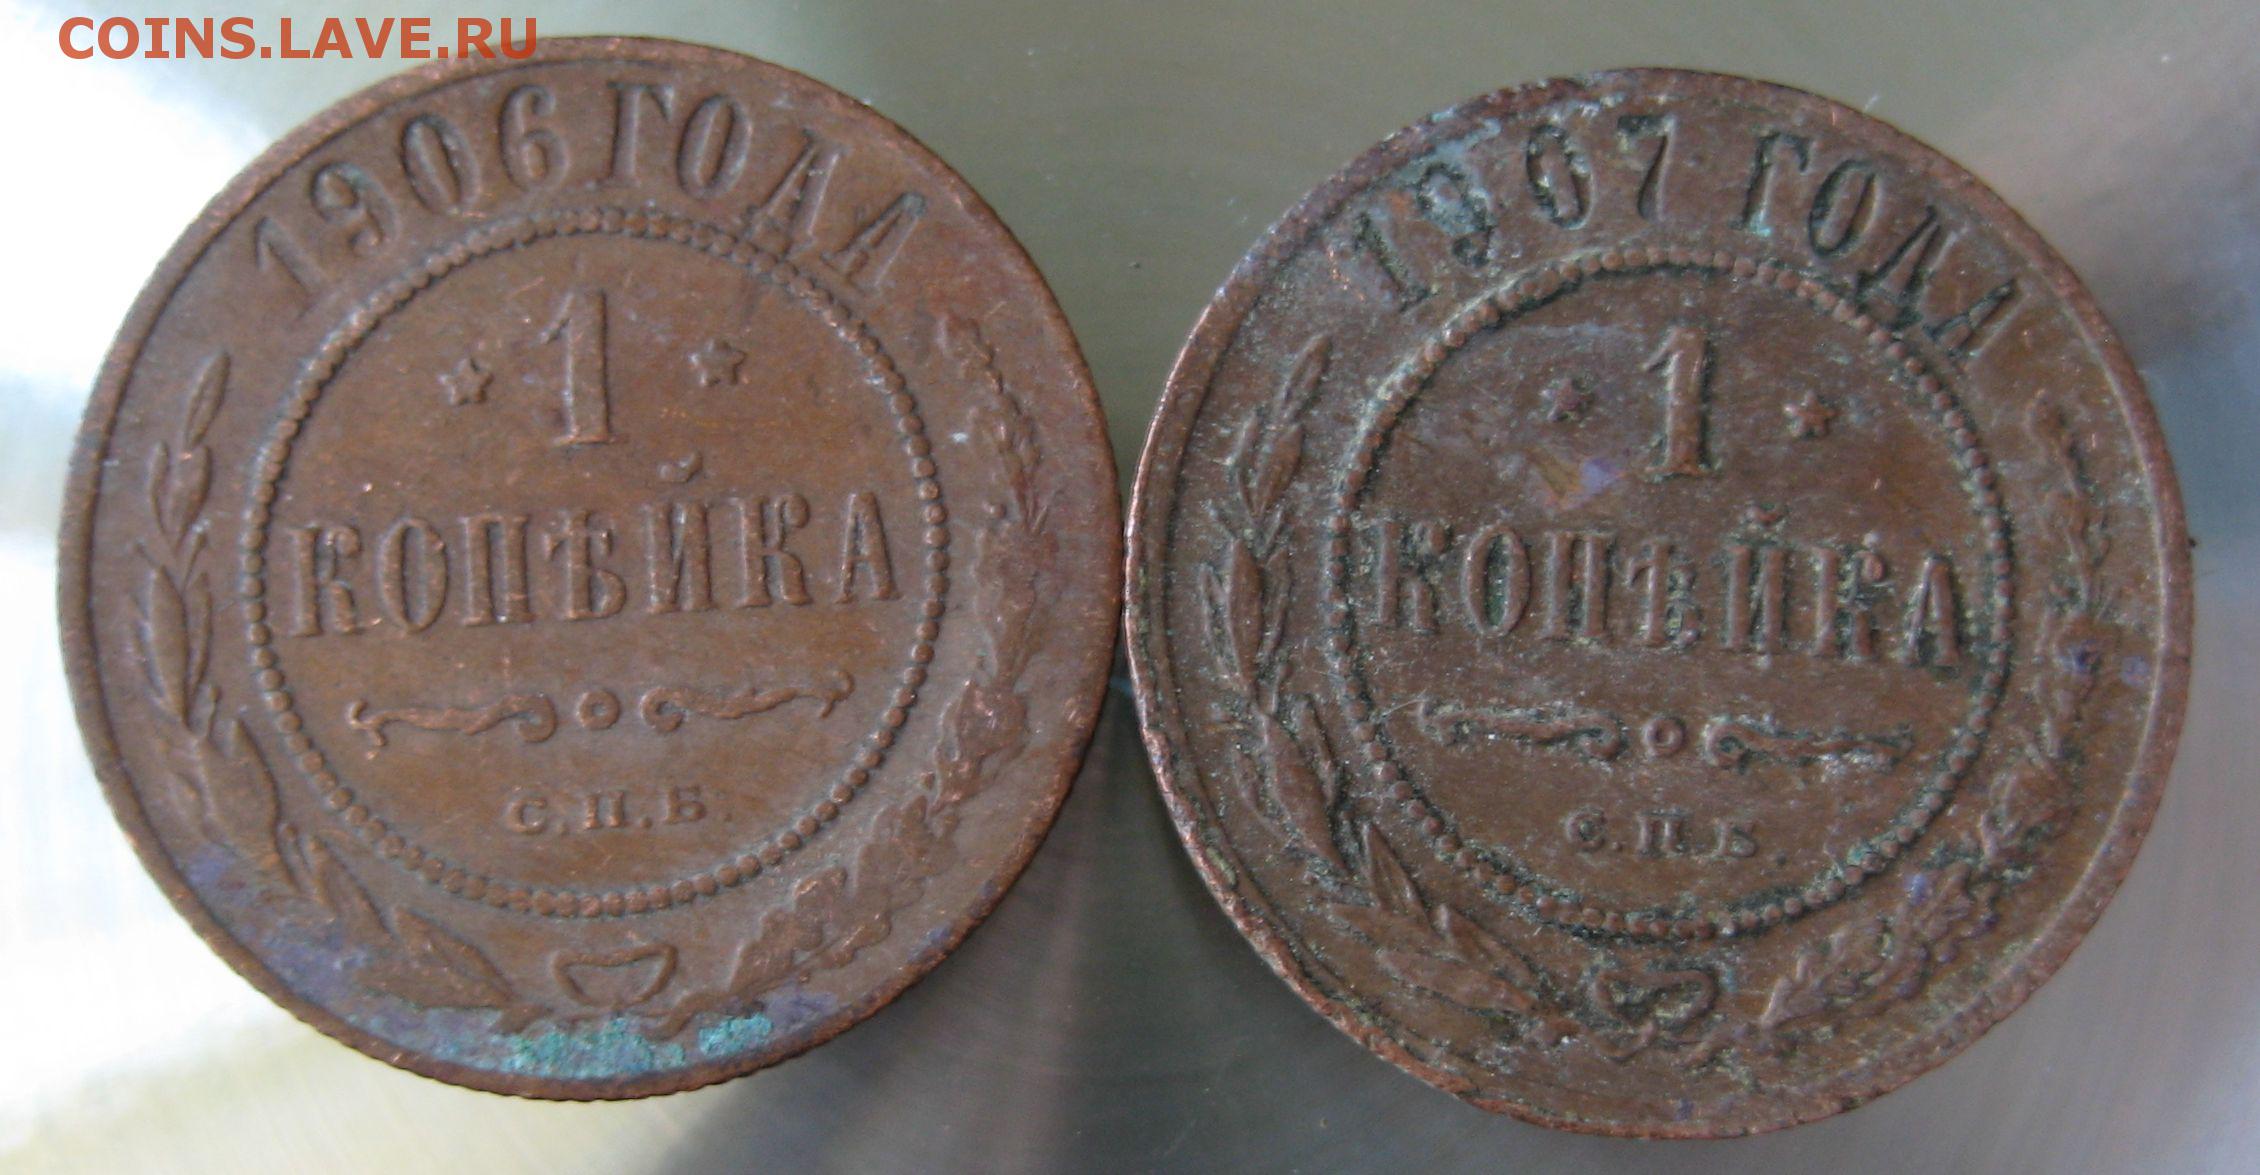 COINS.LAVE.RU
1906 ГОДА
1
КОПѢЙКА
С.П.Б.
1907 ГОДА
1
КОПѢЙКА
С.П.Б.